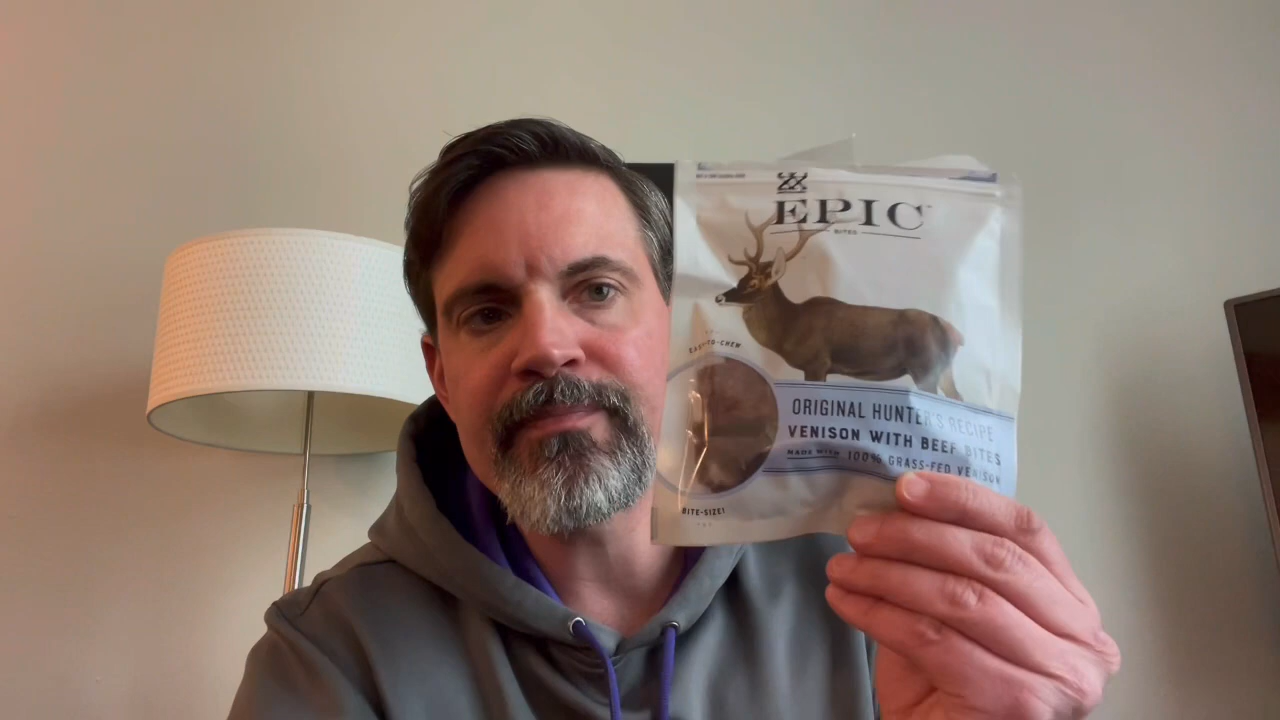 EPIC
BITES
EASY-TO-CHEW
ORIGINAL HUNTER'S RECIPE
VENISON WITH BEEF BITES
MADE WITH 100% GRASS-FED VENISON
BITE-SIZE!